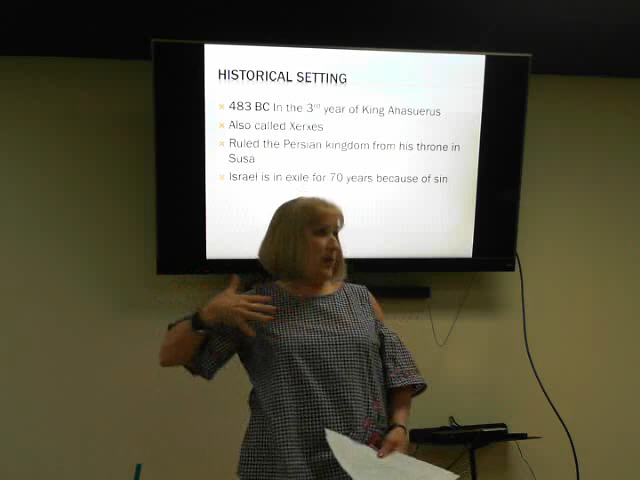 HISTORICAL SETTING
483 BC In the 3rd year of King Ahasuerus
Also called Xerxes
Ruled the Persian kingdom from his throne in
Susa
Israel is in exile for 70 years because of sin